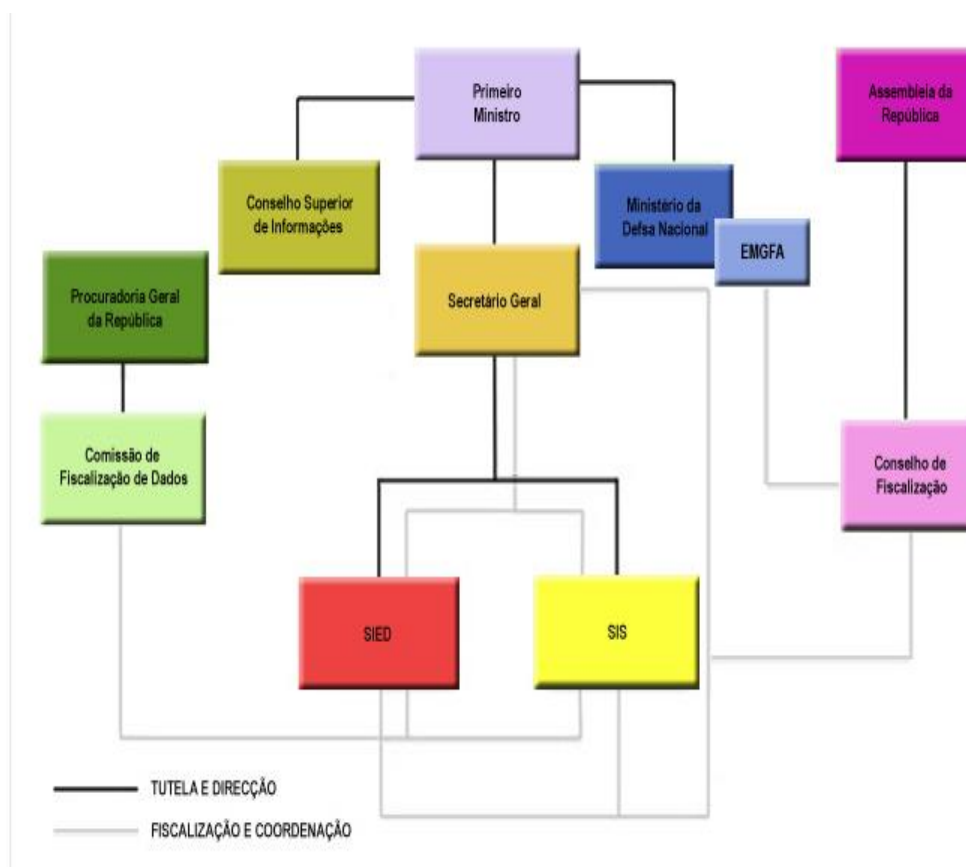 Primeiro
Ministro
Assembleia da
República
Conselho Superior
de Informações
Ministério da
Defsa Nacional
EMGFA
Procuradoria Geral
da República
Secretário Geral
Comissão de
Fiscalização de Dados
Conselho de
Fiscalização
SIED
SIS
TUTELA E DIRECÇÃO
FISCALIZAÇÃO E COORDENAÇÃO